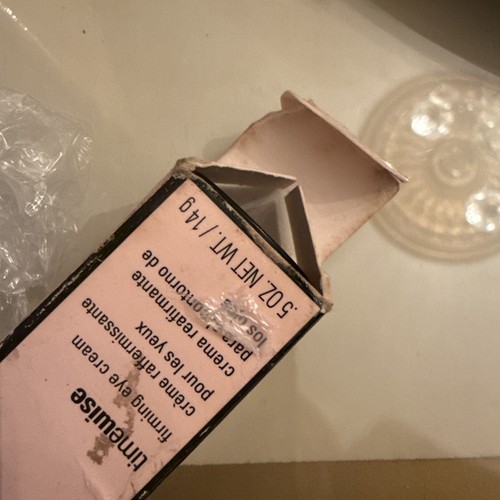 timewise
firming eye cream
crème raffermissante
pour les yeux
crema reafirmante
para el contorno de
los ojos
.5 OZ NET WT. / 14 g